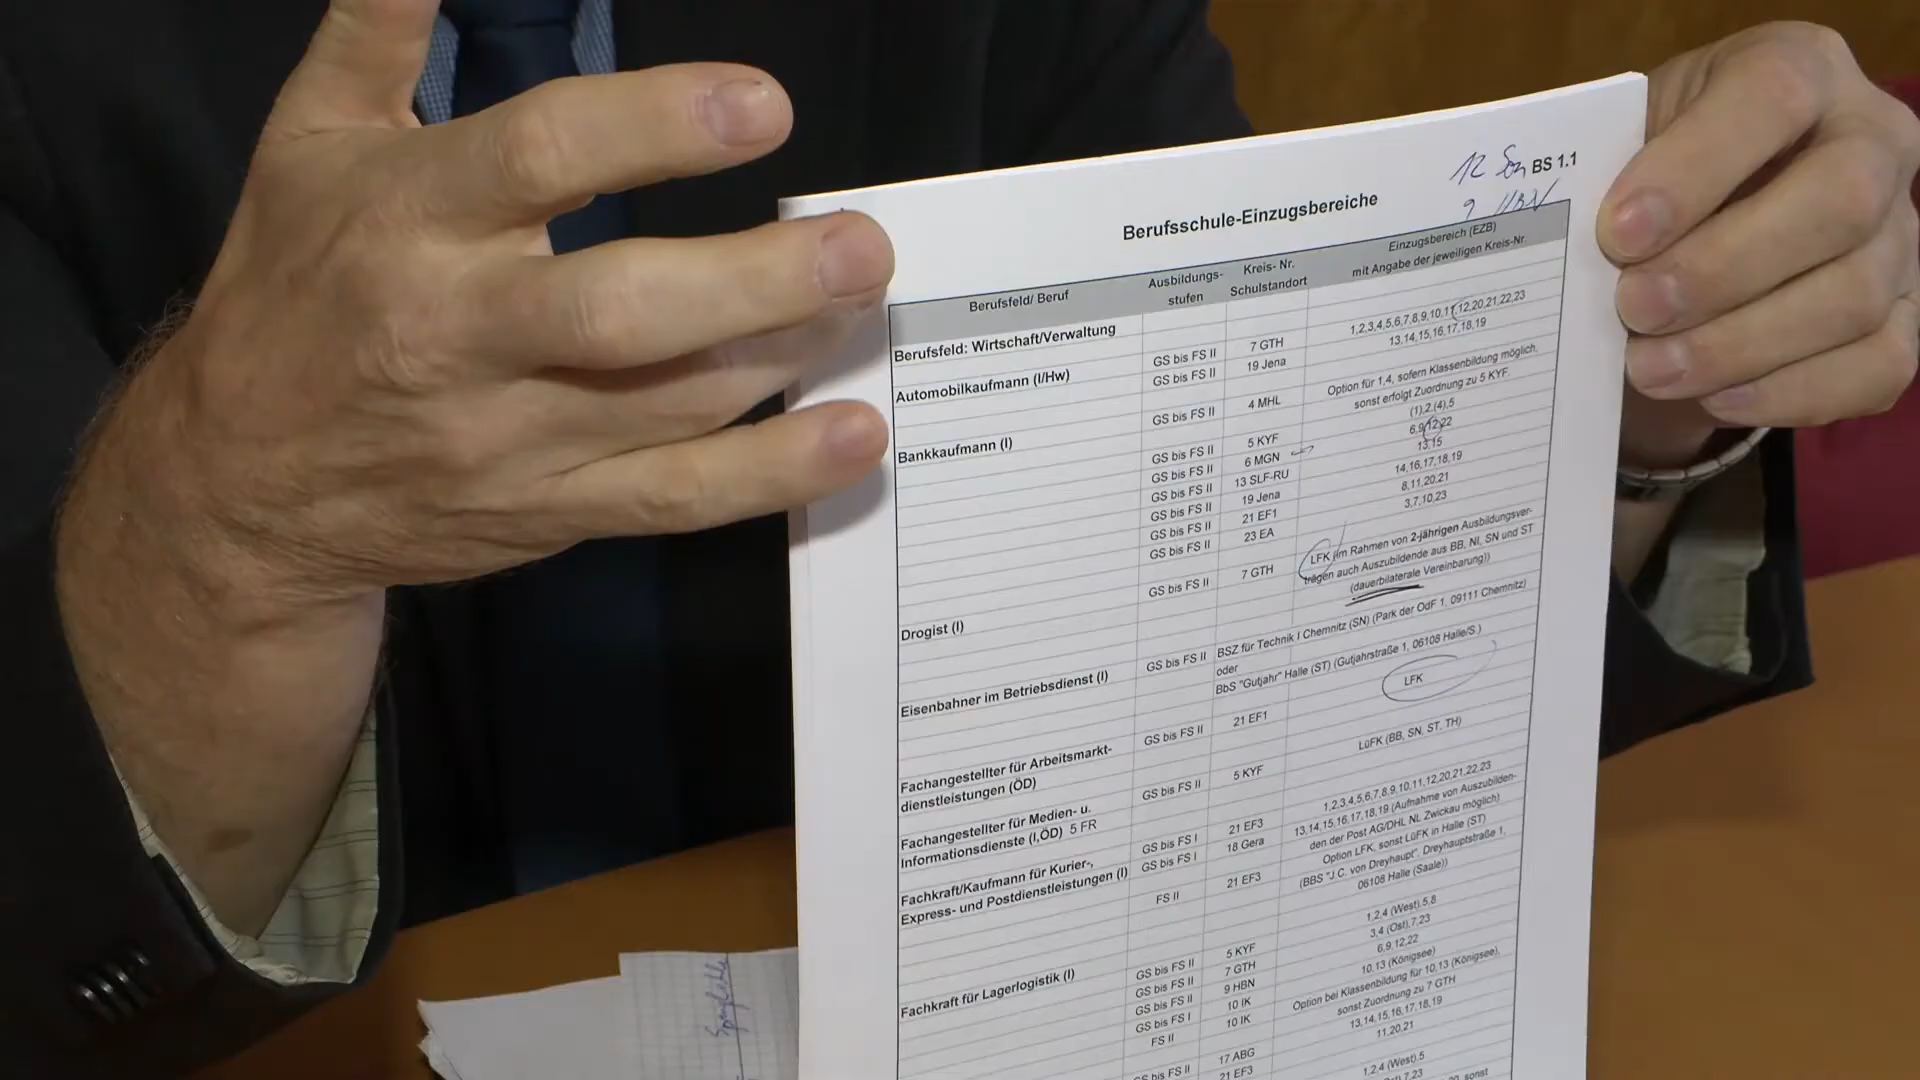 12 Son BS 1.1
9 HBN
Berufsschule-Einzugsbereiche
Berufsfeld/ Beruf
Ausbildungs-
stufen
Kreis- Nr.
Schulstandort
Einzugsbereich (EZB)
mit Angabe der jeweiligen Kreis-Nr.
Berufsfeld: Wirtschaft/Verwaltung
Automobilkaufmann (I/Hw)
GS bis FS II 7 GTH 1,2,3,4,5,6,7,8,9,10,11,12,20,21,22,23
GS bis FS II 19 Jena 13,14,15,16,17,18,19
Bankkaufmann (I)
GS bis FS II 4 MHL Option für 1,4, sofern Klassenbildung möglich,
sonst erfolgt Zuordnung zu 5 KYF.
GS bis FS II 5 KYF (1),2,(4),5
GS bis FS II 6 MGN 6,9,12,22
GS bis FS II 13 SLF-RU 13,15
GS bis FS II 19 Jena 14,16,17,18,19
GS bis FS II 21 EF1 8,11,20,21
GS bis FS II 23 EA 3,7,10,23
Drogist (I)
GS bis FS II 7 GTH LFK (im Rahmen von 2-jährigen Ausbildungsver-
trägen auch Auszubildende aus BB, NI, SN und ST
(dauerbilaterale Vereinbarung))
Eisenbahner im Betriebsdienst (I)
GS bis FS II BSZ für Technik I Chemnitz (SN) (Park der OdF 1, 09111 Chemnitz)
oder
BbS "Gutjahr" Halle (ST) (Gutjahrstraße 1, 06108 Halle/S.)
Fachangestellter für Arbeitsmarkt-
dienstleistungen (ÖD)
GS bis FS II 21 EF1 LFK
Fachangestellter für Medien- u.
Informationsdienste (I,ÖD) 5 FR
GS bis FS II 5 KYF LüFK (BB, SN, ST, TH)
Fachkraft/Kaufmann für Kurier-,
Express- und Postdienstleistungen (I)
GS bis FS I 21 EF3 1,2,3,4,5,6,7,8,9,10,11,12,20,21,22,23
GS bis FS I 18 Gera 13,14,15,16,17,18,19 (Aufnahme von Auszubilden-
den der Post AG/DHL NL Zwickau möglich)
FS II 21 EF3 Option LFK, sonst LüFK in Halle (ST)
(BBS "J.C. von Dreyhaupt", Dreyhauptstraße 1,
06108 Halle (Saale))
Fachkraft für Lagerlogistik (I)
GS bis FS II 5 KYF 1,2,4 (West),5,8
GS bis FS II 7 GTH 3,4 (Ost),7,23
GS bis FS II 9 HBN 6,9,12,22
GS bis FS I 10 IK 10,13 (Königsee)
FS II 10 IK Option bei Klassenbildung für 10,13 (Königsee),
sonst Zuordnung zu 7 GTH
GS bis FS II 17 ABG 13,14,15,16,17,18,19
21 EF3 11,20,21
1,2,4 (West),5
7,23
sonst